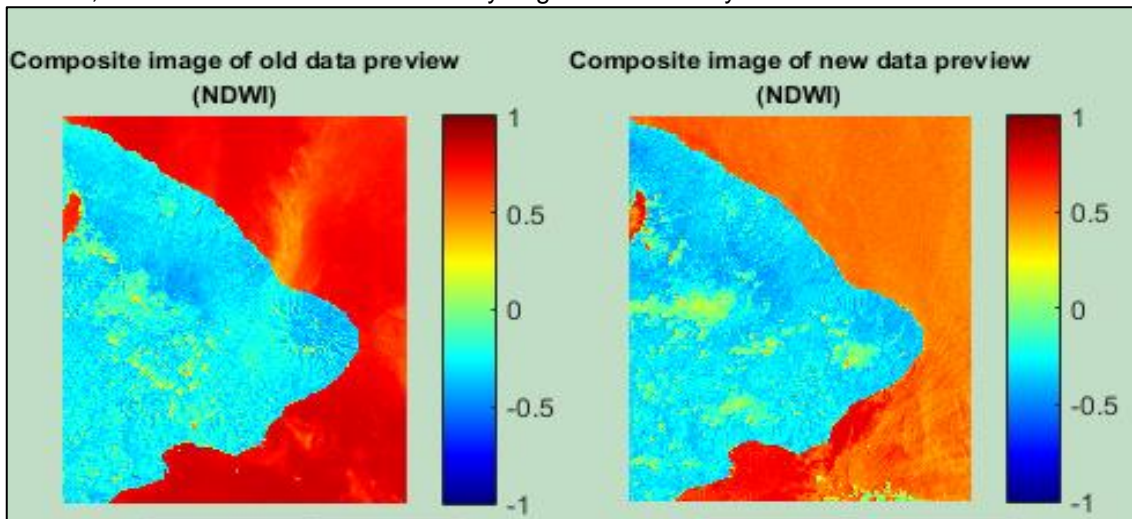 Composite image of old data preview
(NDWI)
1
0.5
0
-0.5
-1
Composite image of new data preview
(NDWI)
1
0.5
0
-0.5
-1